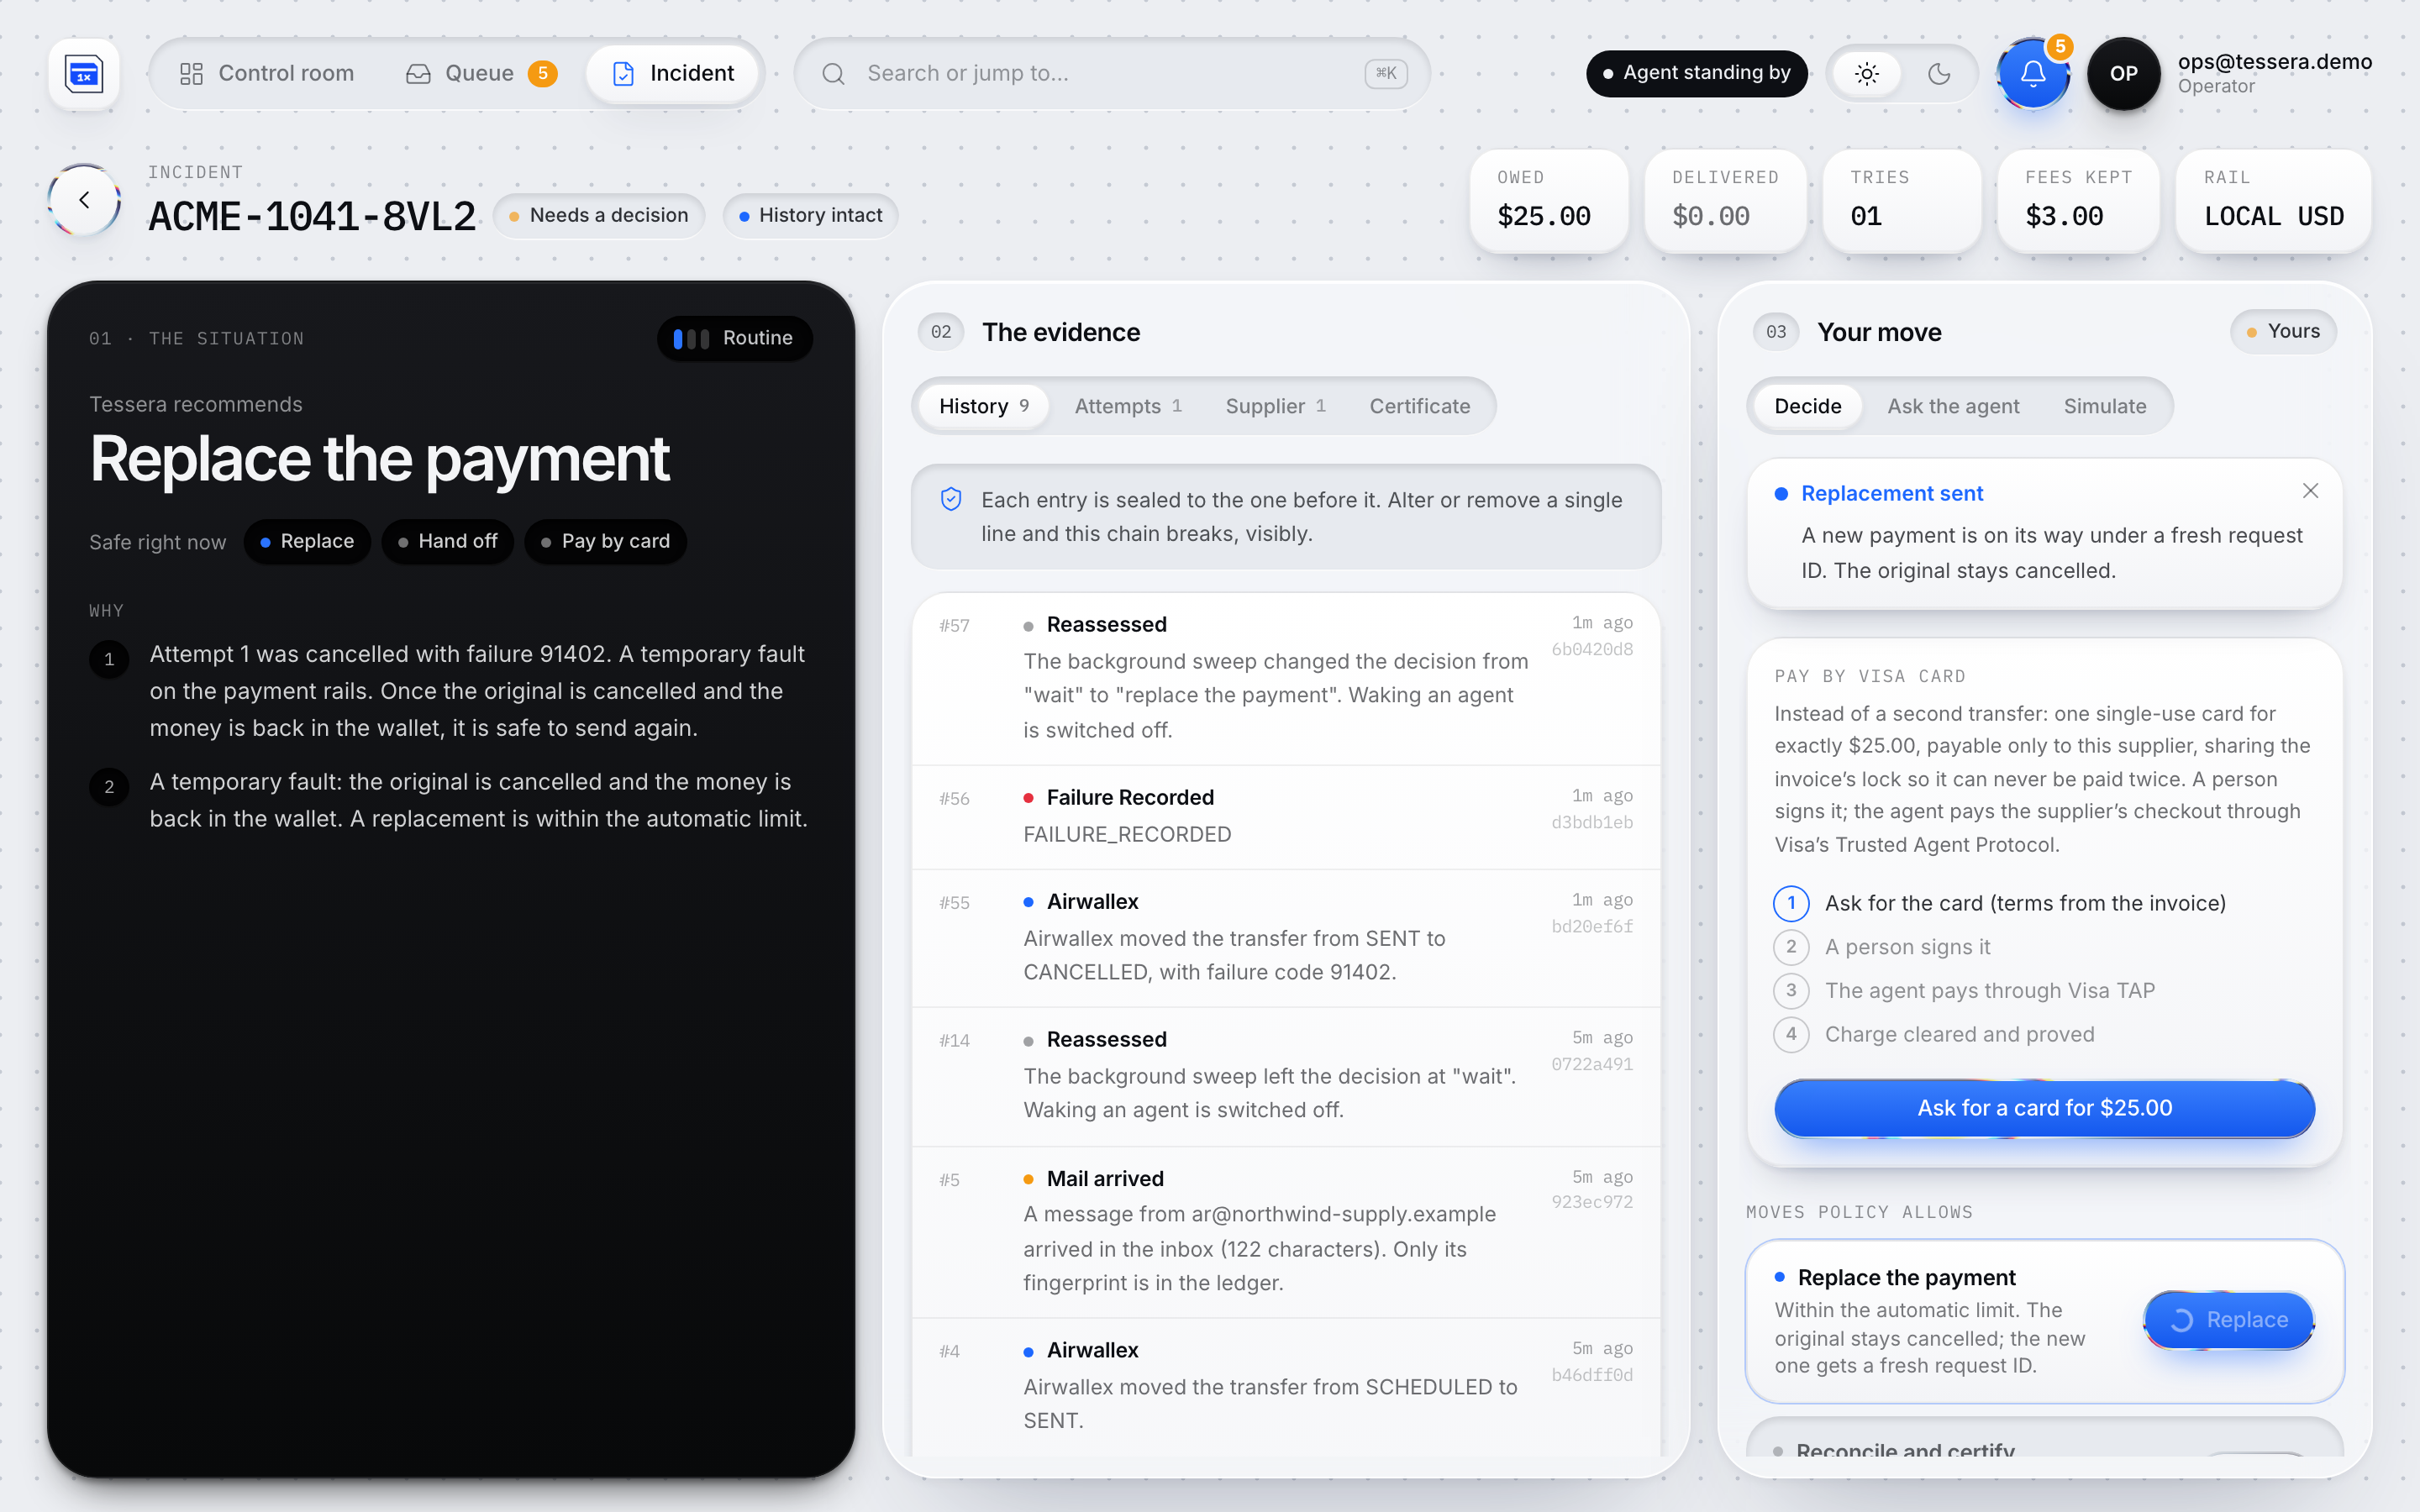 1×
Control room
Queue 5
Incident
Search or jump to...
⌘K
Agent standing by
5
OP
ops@tessera.demo
Operator
INCIDENT
ACME-1041-8VL2
Needs a decision
History intact
OWED
$25.00
DELIVERED
$0.00
TRIES
01
FEES KEPT
$3.00
RAIL
LOCAL USD
01 · THE SITUATION
Routine
Tessera recommends
Replace the payment
Safe right now
Replace
Hand off
Pay by card
WHY
1
Attempt 1 was cancelled with failure 91402. A temporary fault
on the payment rails. Once the original is cancelled and the
money is back in the wallet, it is safe to send again.
2
A temporary fault: the original is cancelled and the money is
back in the wallet. A replacement is within the automatic limit.
02 The evidence
History 9
Attempts 1
Supplier 1
Certificate
Each entry is sealed to the one before it. Alter or remove a single
line and this chain breaks, visibly.
#57
Reassessed
1m ago
6b0420d8
The background sweep changed the decision from
"wait" to "replace the payment". Waking an agent
is switched off.
#56
Failure Recorded
1m ago
d3bdb1eb
FAILURE_RECORDED
#55
Airwallex
1m ago
bd20ef6f
Airwallex moved the transfer from SENT to
CANCELLED, with failure code 91402.
#14
Reassessed
5m ago
0722a491
The background sweep left the decision at "wait".
Waking an agent is switched off.
#5
Mail arrived
5m ago
923ec972
A message from ar@northwind-supply.example
arrived in the inbox (122 characters). Only its
fingerprint is in the ledger.
#4
Airwallex
5m ago
b46dff0d
Airwallex moved the transfer from SCHEDULED to
SENT.
03 Your move
Yours
Decide
Ask the agent
Simulate
Replacement sent
A new payment is on its way under a fresh request
ID. The original stays cancelled.
PAY BY VISA CARD
Instead of a second transfer: one single-use card for
exactly $25.00, payable only to this supplier, sharing the
invoice's lock so it can never be paid twice. A person
signs it; the agent pays the supplier's checkout through
Visa's Trusted Agent Protocol.
1 Ask for the card (terms from the invoice)
2 A person signs it
3 The agent pays through Visa TAP
4 Charge cleared and proved
Ask for a card for $25.00
MOVES POLICY ALLOWS
Replace the payment
Within the automatic limit. The
original stays cancelled; the new
one gets a fresh request ID.
Replace
Reconcile and certify